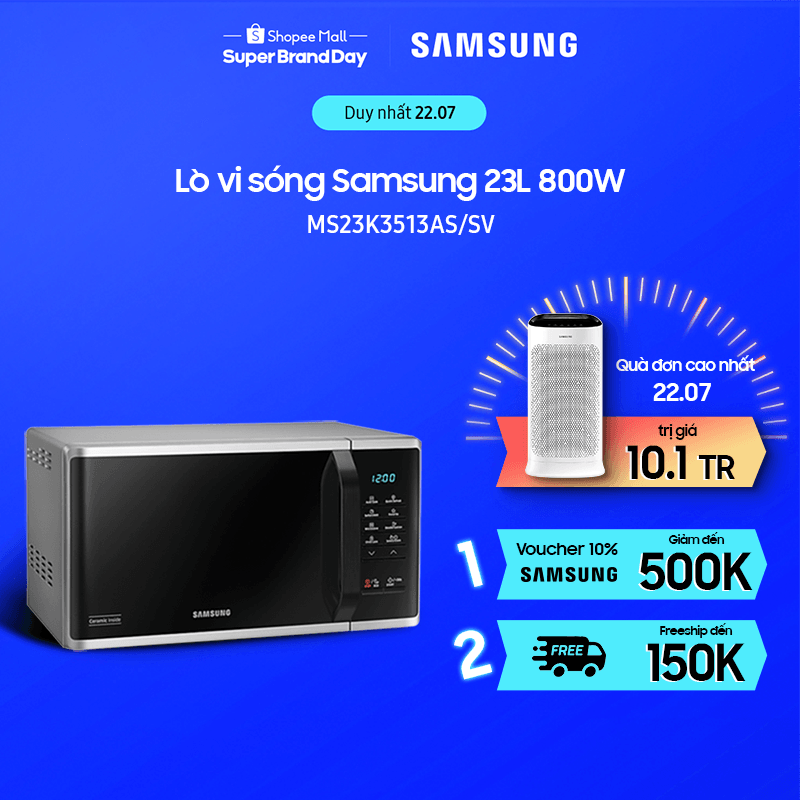 Shopee Mall
Super Brand Day
SAMSUNG
Duy nhất 22.07
Lò vi sóng Samsung 23L 800W
MS23K3513AS/SV
Quà đơn cao nhất
22.07
trị giá
10.1 TR
12:00
SAMSUNG
Ceramic Inside
1
Voucher 10%
SAMSUNG
Giảm đến
500K
2
FREE
Freeship đến
150K